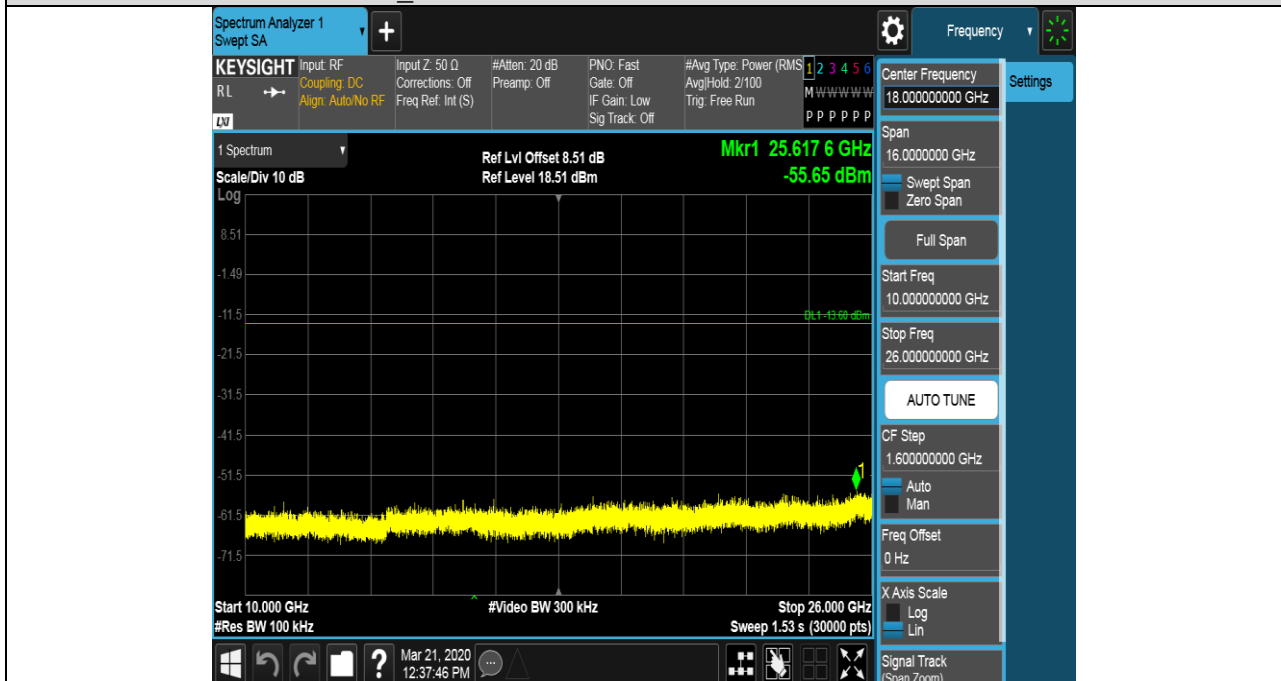 Spectrum Analyzer 1
Swept SA
+
Frequency
KEYSIGHT
RL
LXI
Input: RF
Coupling: DC
Align: Auto/No RF
Input Z: 50 Ω
Corrections: Off
Freq Ref: Int (S)
#Atten: 20 dB
Preamp: Off
PNO: Fast
Gate: Off
IF Gain: Low
Sig Track: Off
#Avg Type: Power (RMS
Avg|Hold: 2/100
Trig: Free Run
1 2 3 4 5 6
M W W W W W
P P P P P P
1 Spectrum
Scale/Div 10 dB
Log
Ref Lvl Offset 8.51 dB
Ref Level 18.51 dBm
Mkr1 25.617 6 GHz
-55.65 dBm
8.51
-1.49
-11.5
DL1 -13.60 dBm
-21.5
-31.5
-41.5
-51.5
1
-61.5
-71.5
Start 10.000 GHz
#Video BW 300 kHz
Stop 26.000 GHz
#Res BW 100 kHz
Sweep 1.53 s (30000 pts)
Mar 21, 2020
12:37:46 PM
?
Center Frequency
18.000000000 GHz
Settings
Span
16.0000000 GHz
Swept Span
Zero Span
Full Span
Start Freq
10.000000000 GHz
Stop Freq
26.000000000 GHz
AUTO TUNE
CF Step
1.600000000 GHz
Auto
Man
Freq Offset
0 Hz
X Axis Scale
Log
Lin
Signal Track
(Span Zoom)